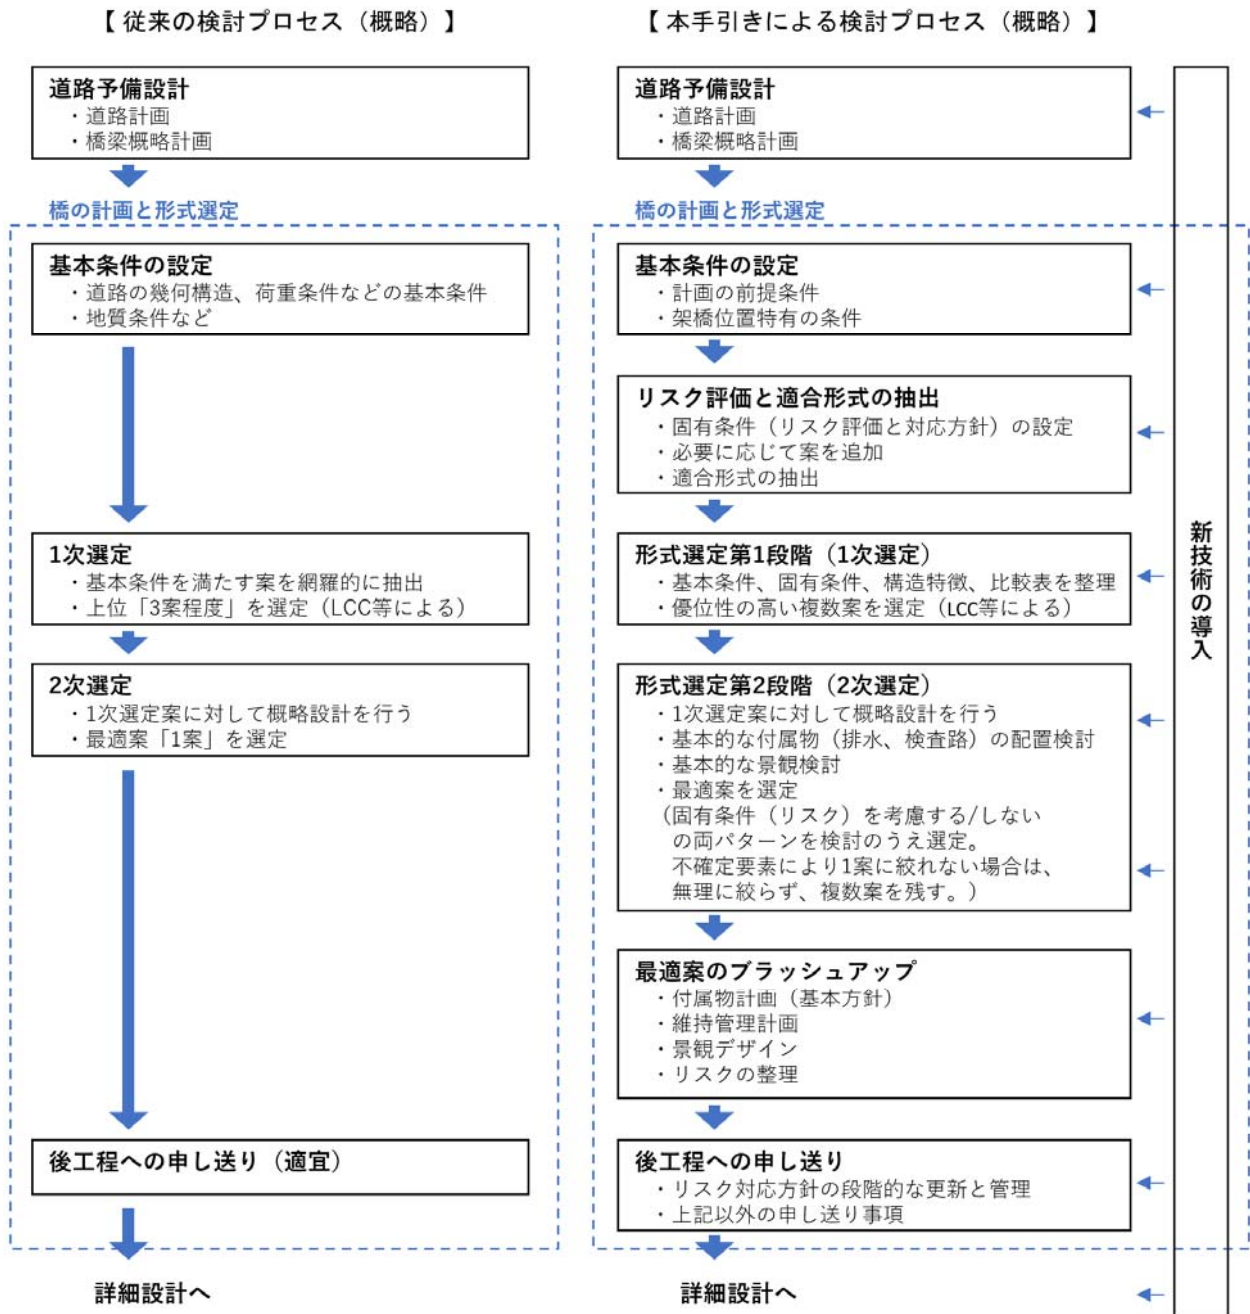 【 従来の検討プロセス（概略）】
道路予備設計
・道路計画
・橋梁概略計画
橋の計画と形式選定
基本条件の設定
・道路の幾何構造、荷重条件などの基本条件
・地質条件など
1次選定
・基本条件を満たす案を網羅的に抽出
・上位「3案程度」を選定（LCC等による）
2次選定
・1次選定案に対して概略設計を行う
・最適案「1案」を選定
後工程への申し送り（適宜）
詳細設計へ
【 本手引きによる検討プロセス（概略）】
道路予備設計
・道路計画
・橋梁概略計画
橋の計画と形式選定
基本条件の設定
・計画の前提条件
・架橋位置特有の条件
リスク評価と適合形式の抽出
・固有条件（リスク評価と対応方針）の設定
・必要に応じて案を追加
・適合形式の抽出
形式選定第1段階（1次選定）
・基本条件、固有条件、構造特徴、比較表を整理
・優位性の高い複数案を選定（LCC等による）
形式選定第2段階（2次選定）
・1次選定案に対して概略設計を行う
・基本的な付属物（排水、検査路）の配置検討
・基本的な景観検討
・最適案を選定
（固有条件（リスク）を考慮する/しない
の両パターンを検討のうえ選定。
不確定要素により1案に絞れない場合は、
無理に絞らず、複数案を残す。）
最適案のブラッシュアップ
・付属物計画（基本方針）
・維持管理計画
・景観デザイン
・リスクの整理
後工程への申し送り
・リスク対応方針の段階的な更新と管理
・上記以外の申し送り事項
詳細設計へ
新技術の導入